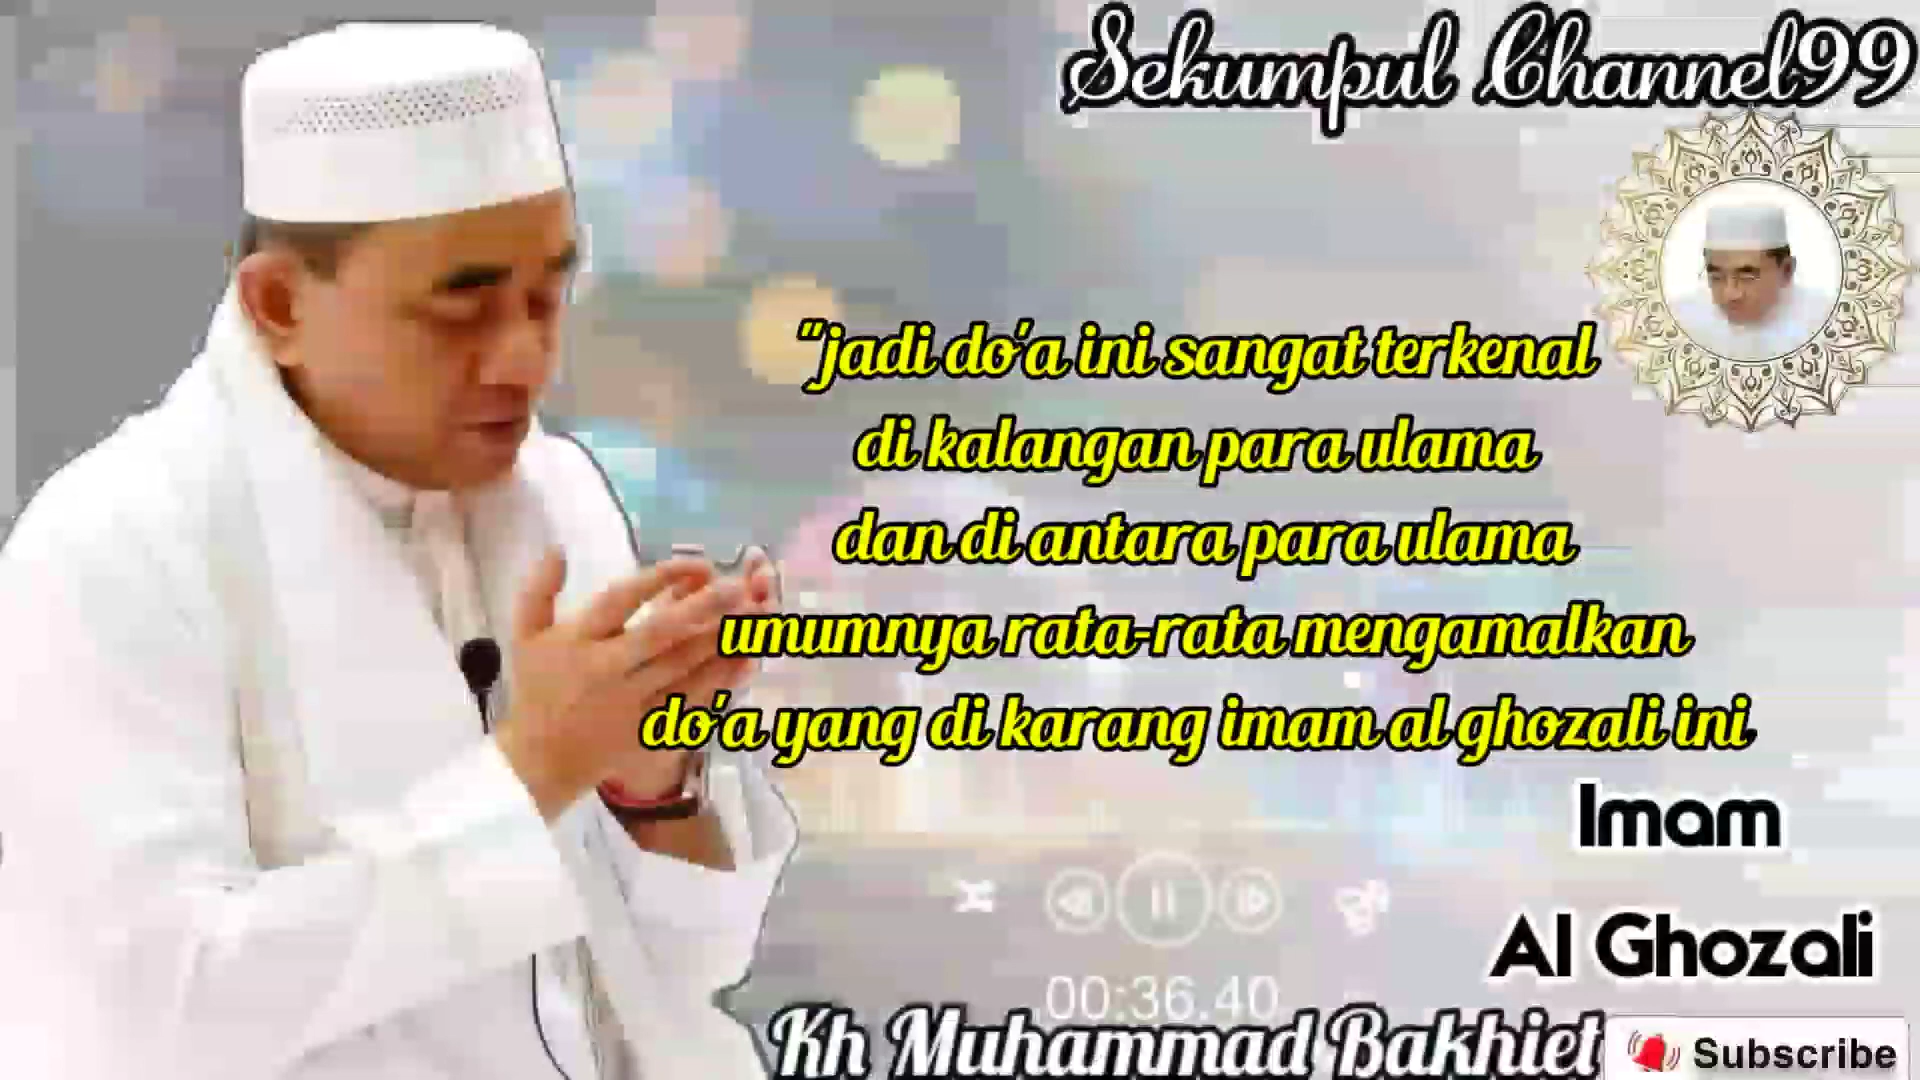 Sekumpul Channel99
"jadi do'a ini sangat terkenal
di kalangan para ulama
dan di antara para ulama
umumnya rata-rata mengamalkan
do'a yang di karang imam al ghozali ini
Imam
Al Ghozali
00:36.40
Kh Muhammad Bakhiet
Subscribe